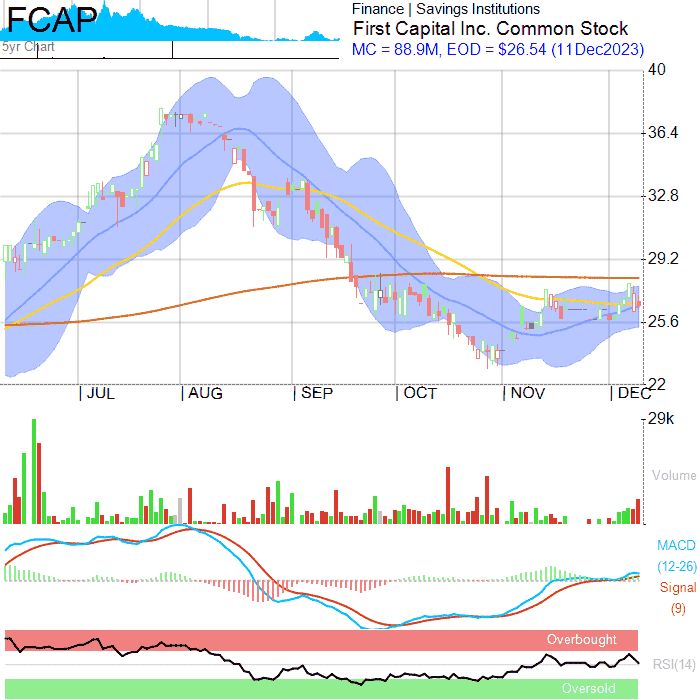 FCAP
5yr Chart
Finance | Savings Institutions
First Capital Inc. Common Stock
MC = 88.9M, EOD = $26.54 (11Dec2023)
40
36.4
32.8
29.2
25.6
22
JUL AUG SEP OCT NOV DEC
29k
Volume
MACD
(12-26)
Signal
(9)
Overbought
RSI(14)
Oversold